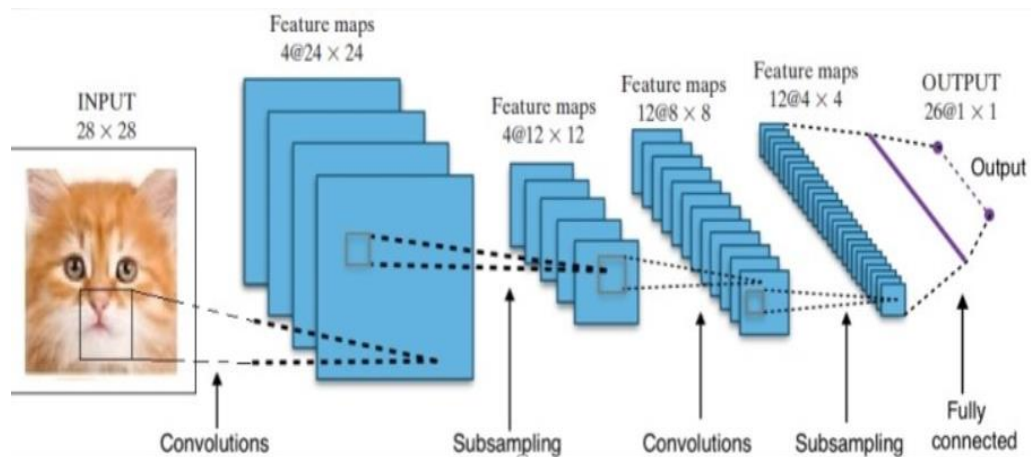 INPUT
28 × 28
Feature maps
4@24 × 24
Feature maps
4@12 × 12
Feature maps
12@8 × 8
Feature maps
12@4 × 4
OUTPUT
26@1 × 1
Output
Convolutions
Subsampling
Convolutions
Subsampling
Fully
connected